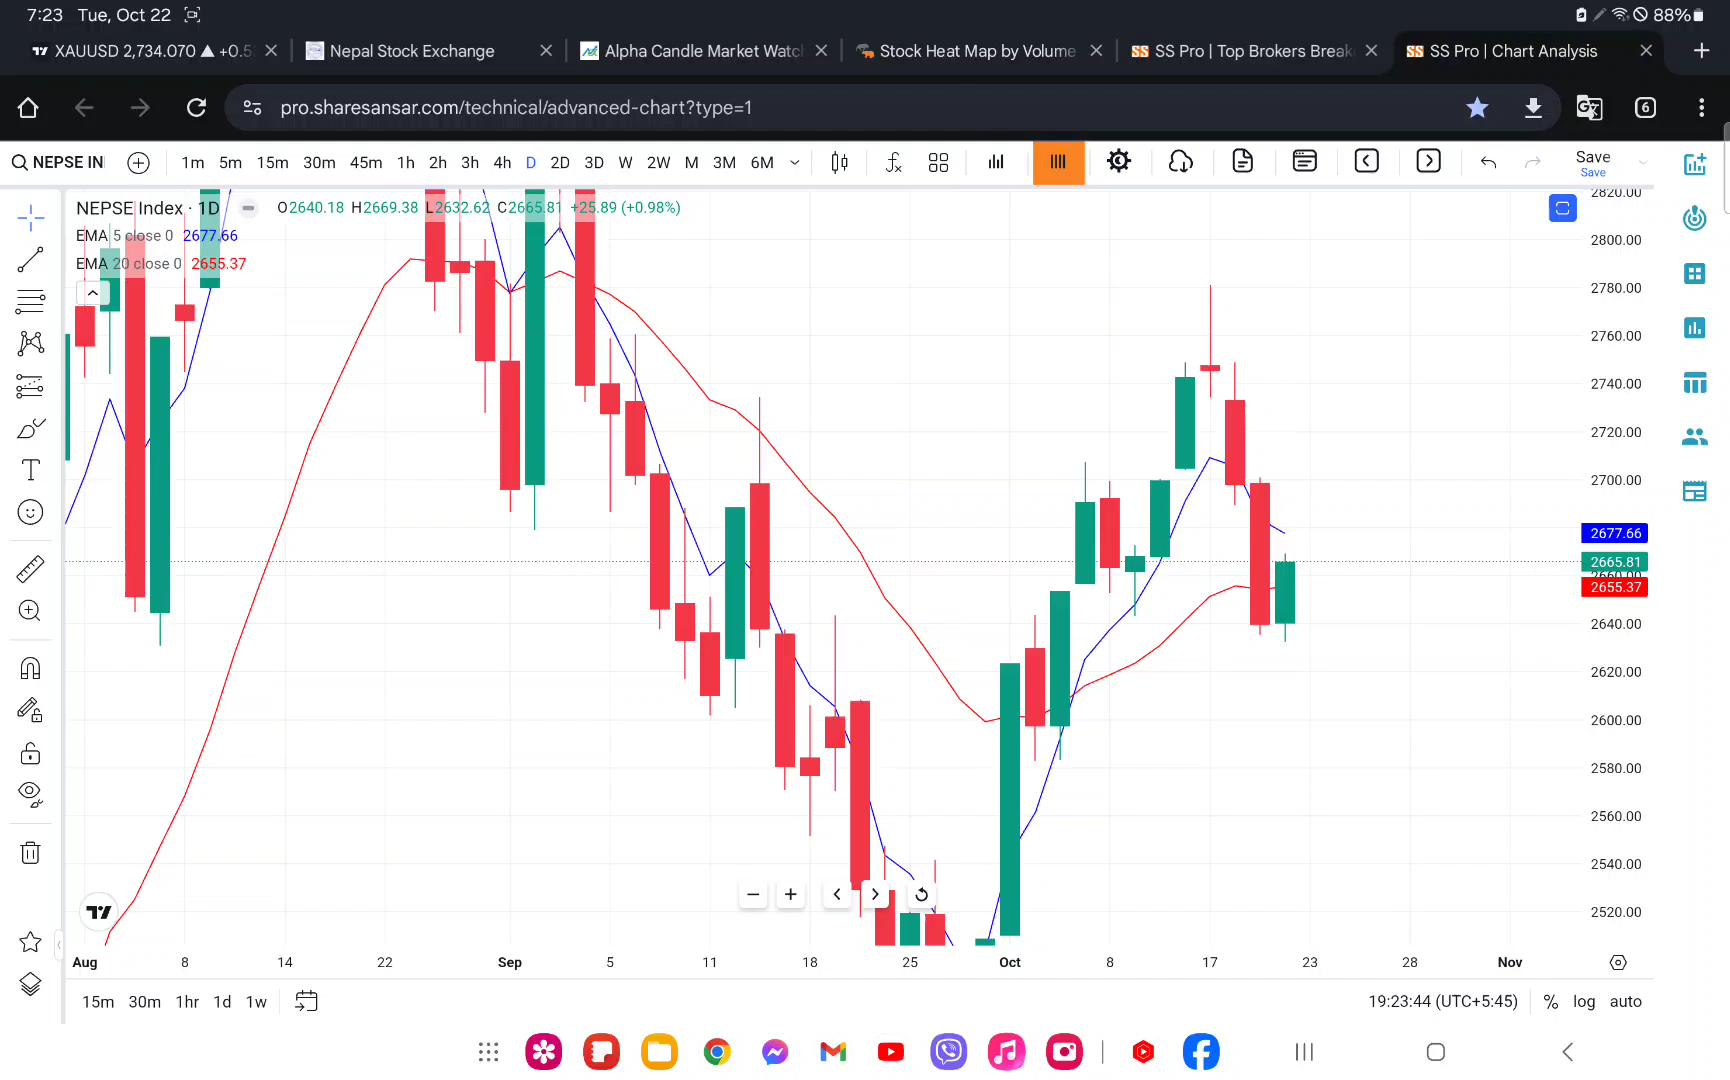 7:23 Tue, Oct 22 88%
XAUUSD 2,734.070 ▲ +0.5
Nepal Stock Exchange
Alpha Candle Market Watch
Stock Heat Map by Volume
SS Pro | Top Brokers Break
SS Pro | Chart Analysis
pro.sharesansar.com/technical/advanced-chart?type=1 6
NEPSE IN 1m 5m 15m 30m 45m 1h 2h 3h 4h D 2D 3D W 2W M 3M 6M Save
Save
NEPSE Index · 1D O2640.18 H2669.38 L2632.62 C2665.81 +25.89 (+0.98%)
EMA 5 close 0 2677.66
EMA 20 close 0 2655.37
2820.00
2800.00
2780.00
2760.00
2740.00
2720.00
2700.00
2677.66
2665.81
2660.00
2655.37
2640.00
2620.00
2600.00
2580.00
2560.00
2540.00
2520.00
Aug 8 14 22 Sep 5 11 18 25 Oct 8 17 23 28 Nov
15m 30m 1hr 1d 1w 19:23:44 (UTC+5:45) % log auto